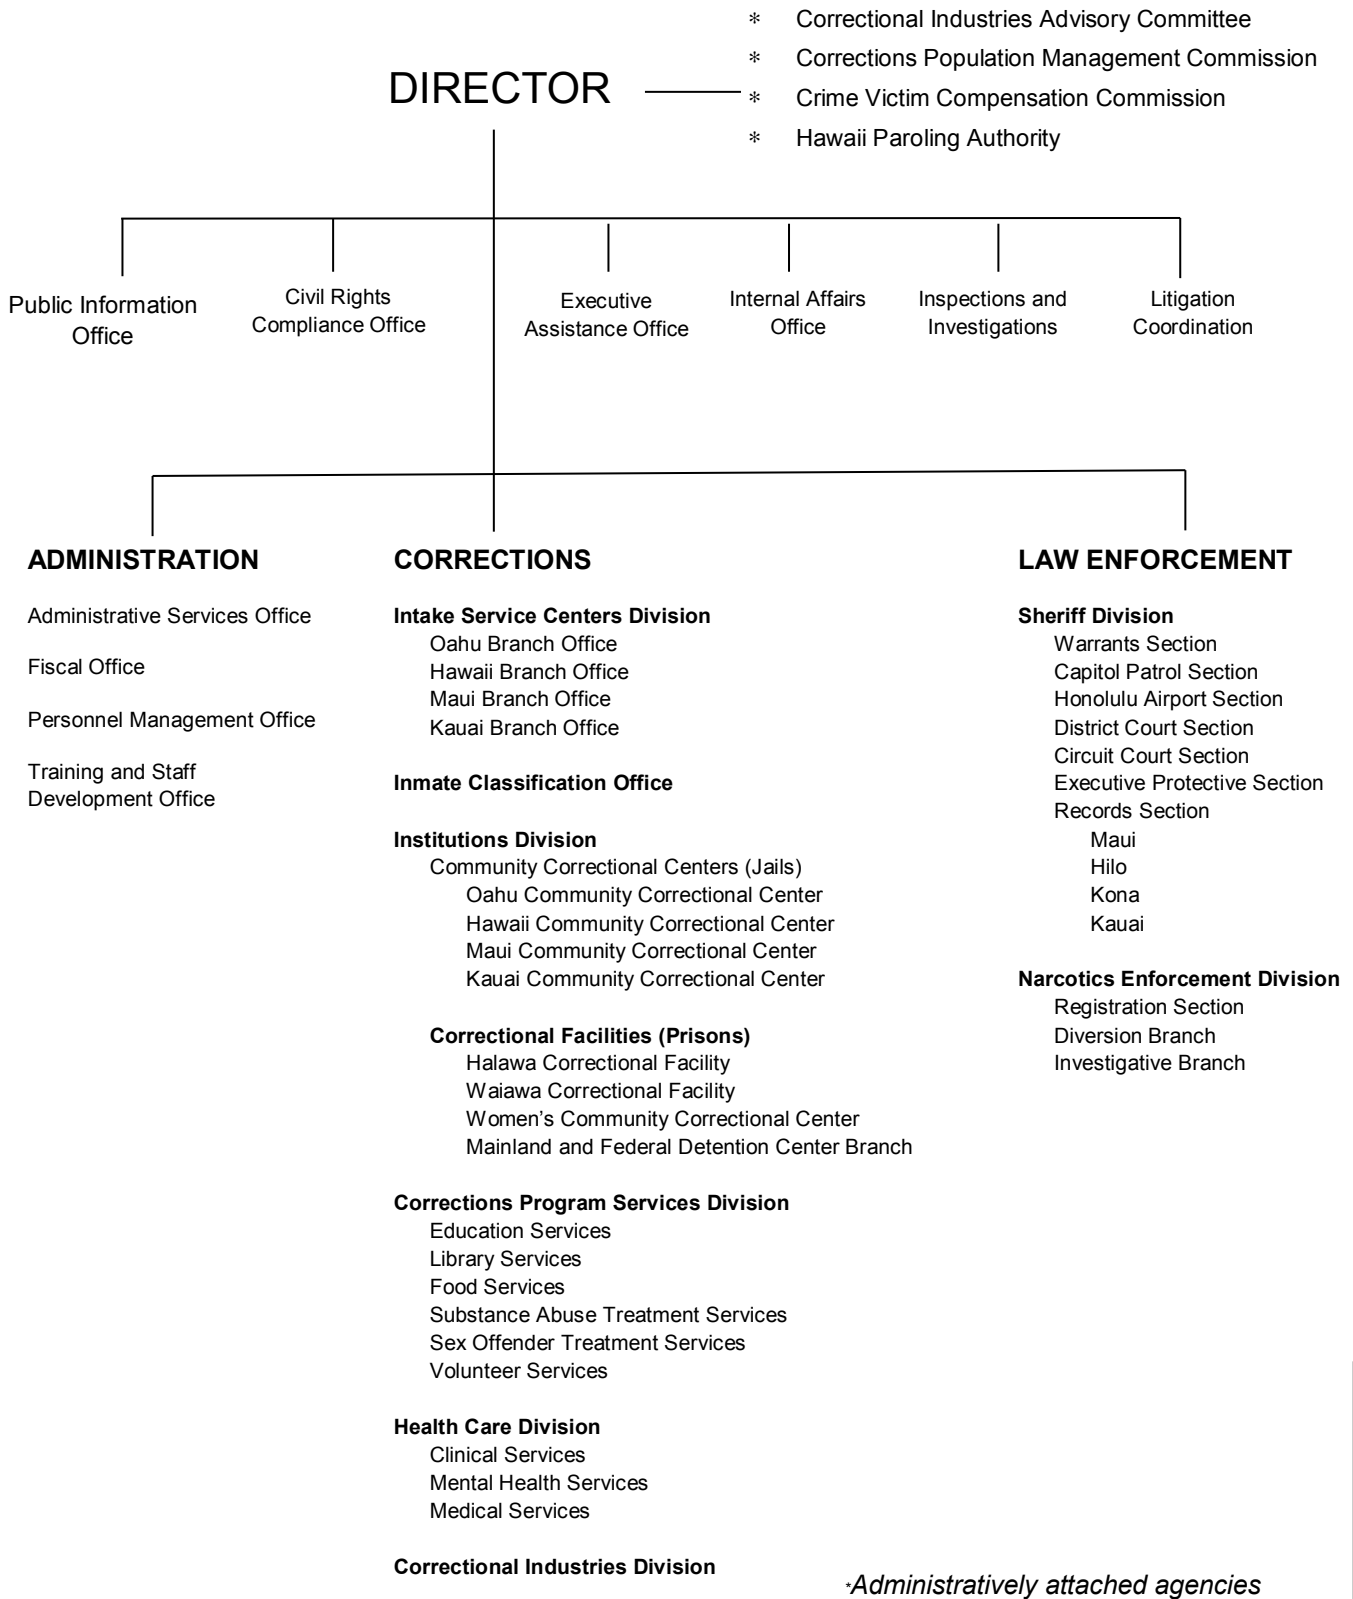 * Correctional Industries Advisory Committee
* Corrections Population Management Commission
DIRECTOR
* Crime Victim Compensation Commission
* Hawaii Paroling Authority
Public Information
Office
Civil Rights
Compliance Office
Executive
Assistance Office
Internal Affairs
Office
Inspections and
Investigations
Litigation
Coordination
ADMINISTRATION
Administrative Services Office
Fiscal Office
Personnel Management Office
Training and Staff
Development Office
CORRECTIONS
Intake Service Centers Division
Oahu Branch Office
Hawaii Branch Office
Maui Branch Office
Kauai Branch Office
Inmate Classification Office
Institutions Division
Community Correctional Centers (Jails)
Oahu Community Correctional Center
Hawaii Community Correctional Center
Maui Community Correctional Center
Kauai Community Correctional Center
Correctional Facilities (Prisons)
Halawa Correctional Facility
Waiawa Correctional Facility
Women’s Community Correctional Center
Mainland and Federal Detention Center Branch
Corrections Program Services Division
Education Services
Library Services
Food Services
Substance Abuse Treatment Services
Sex Offender Treatment Services
Volunteer Services
Health Care Division
Clinical Services
Mental Health Services
Medical Services
Correctional Industries Division
LAW ENFORCEMENT
Sheriff Division
Warrants Section
Capitol Patrol Section
Honolulu Airport Section
District Court Section
Circuit Court Section
Executive Protective Section
Records Section
Maui
Hilo
Kona
Kauai
Narcotics Enforcement Division
Registration Section
Diversion Branch
Investigative Branch
*Administratively attached agencies